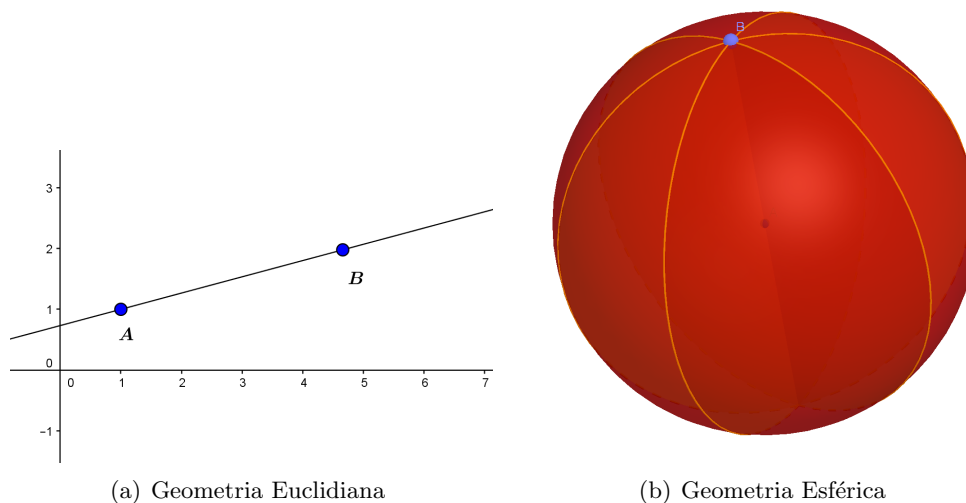 B
3
2
B
1
A
0
0 1 2 3 4 5 6 7
−1
(a) Geometria Euclidiana
(b) Geometria Esférica